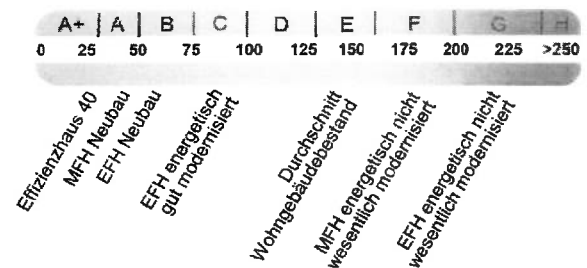 A+ | A | B | C | D | E | F | G | H
0 25 50 75 100 125 150 175 200 225 >250
Effizienzhaus 40
MFH Neubau
EFH Neubau
EFH energetisch
gut modernisiert
Durchschnitt
Wohngebäudebestand
MFH energetisch nicht
wesentlich modernisiert
EFH energetisch nicht
wesentlich modernisiert